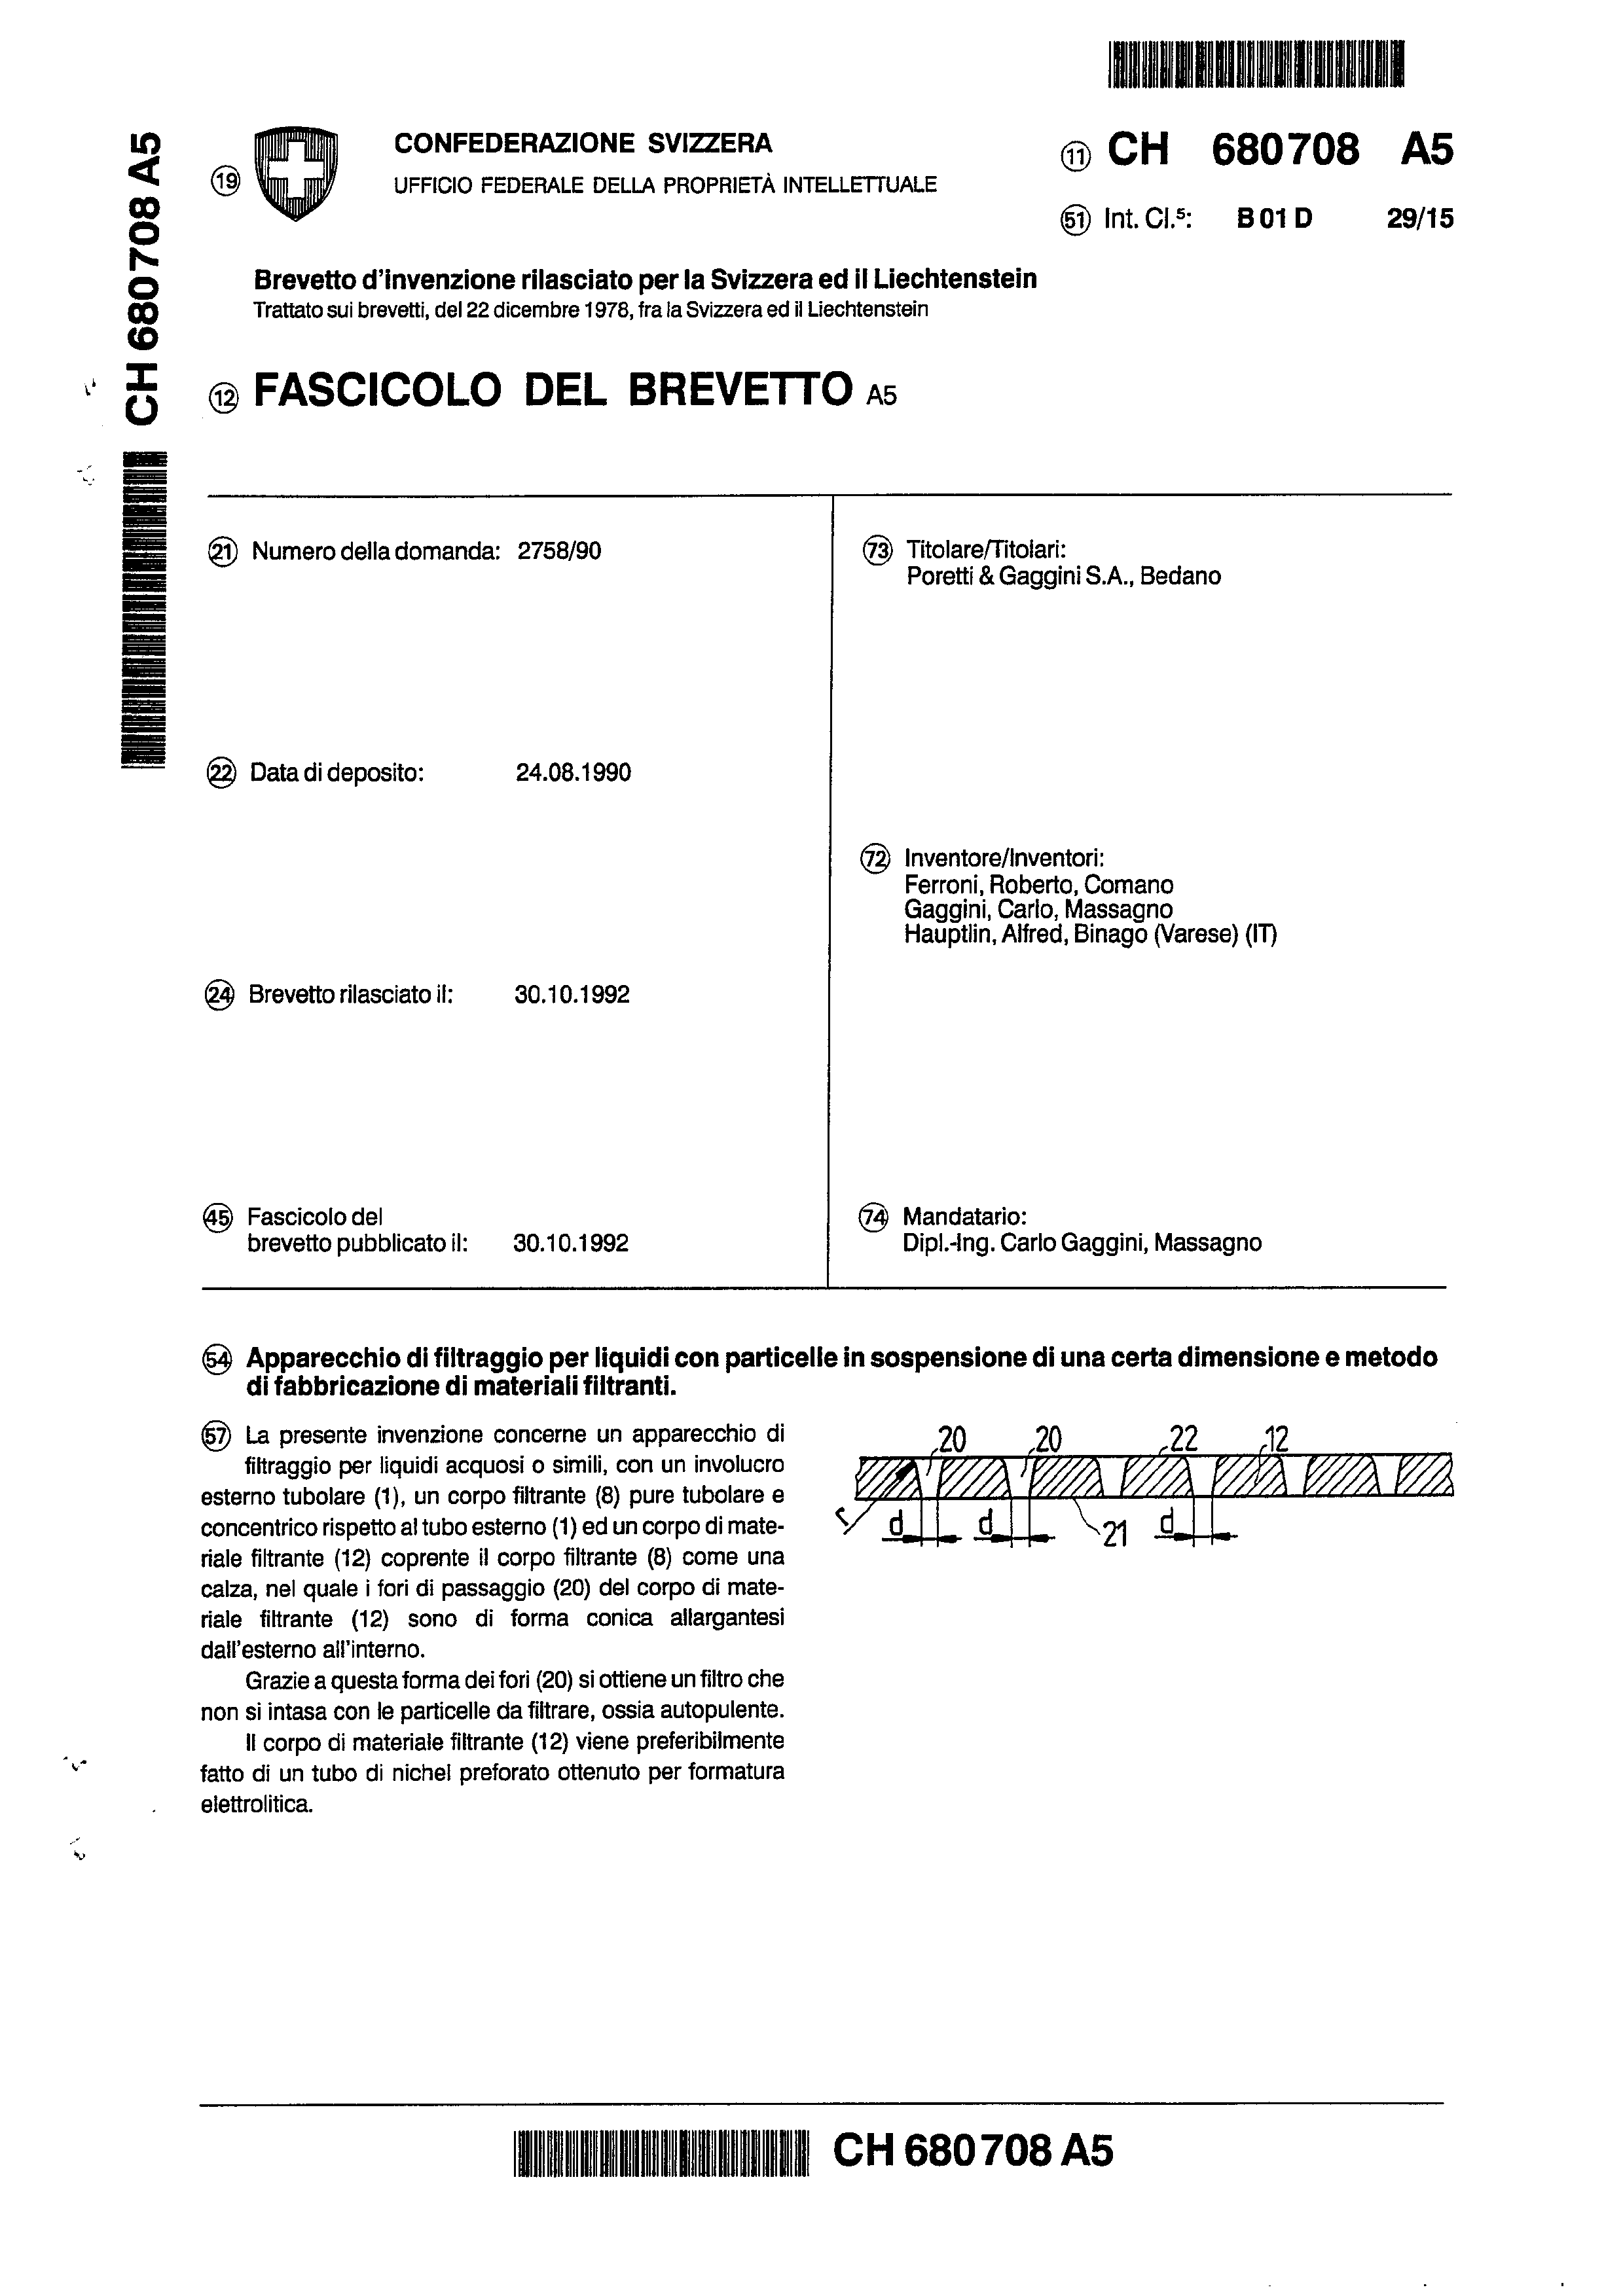 CH 680708 A5
⑲ CONFEDERAZIONE SVIZZERA
UFFICIO FEDERALE DELLA PROPRIETÀ INTELLETTUALE
⑪ CH 680708 A5
㊿① Int. Cl.⁵: B 01 D 29/15
Brevetto d'invenzione rilasciato per la Svizzera ed il Liechtenstein
Trattato sui brevetti, del 22 dicembre 1978, fra la Svizzera ed il Liechtenstein
⑫ FASCICOLO DEL BREVETTO A5
㉑ Numero della domanda: 2758/90
㉒ Data di deposito: 24.08.1990
㉔ Brevetto rilasciato il: 30.10.1992
㊺ Fascicolo del
brevetto pubblicato il: 30.10.1992
(73) Titolare/Titolari:
Poretti & Gaggini S.A., Bedano
(72) Inventore/Inventori:
Ferroni, Roberto, Comano
Gaggini, Carlo, Massagno
Hauptlin, Alfred, Binago (Varese) (IT)
(74) Mandatario:
Dipl.-Ing. Carlo Gaggini, Massagno
(54) Apparecchio di filtraggio per liquidi con particelle in sospensione di una certa dimensione e metodo
di fabbricazione di materiali filtranti.
(57) La presente invenzione concerne un apparecchio di
filtraggio per liquidi acquosi o simili, con un involucro
esterno tubolare (1), un corpo filtrante (8) pure tubolare e
concentrico rispetto al tubo esterno (1) ed un corpo di mate-
riale filtrante (12) coprente il corpo filtrante (8) come una
calza, nel quale i fori di passaggio (20) del corpo di mate-
riale filtrante (12) sono di forma conica allargantesi
dall'esterno all'interno.
Grazie a questa forma dei fori (20) si ottiene un filtro che
non si intasa con le particelle da filtrare, ossia autopulente.
Il corpo di materiale filtrante (12) viene preferibilmente
fatto di un tubo di nichel preforato ottenuto per formatura
elettrolitica.
20 20 22 12
r d d 21 d
CH 680708 A5